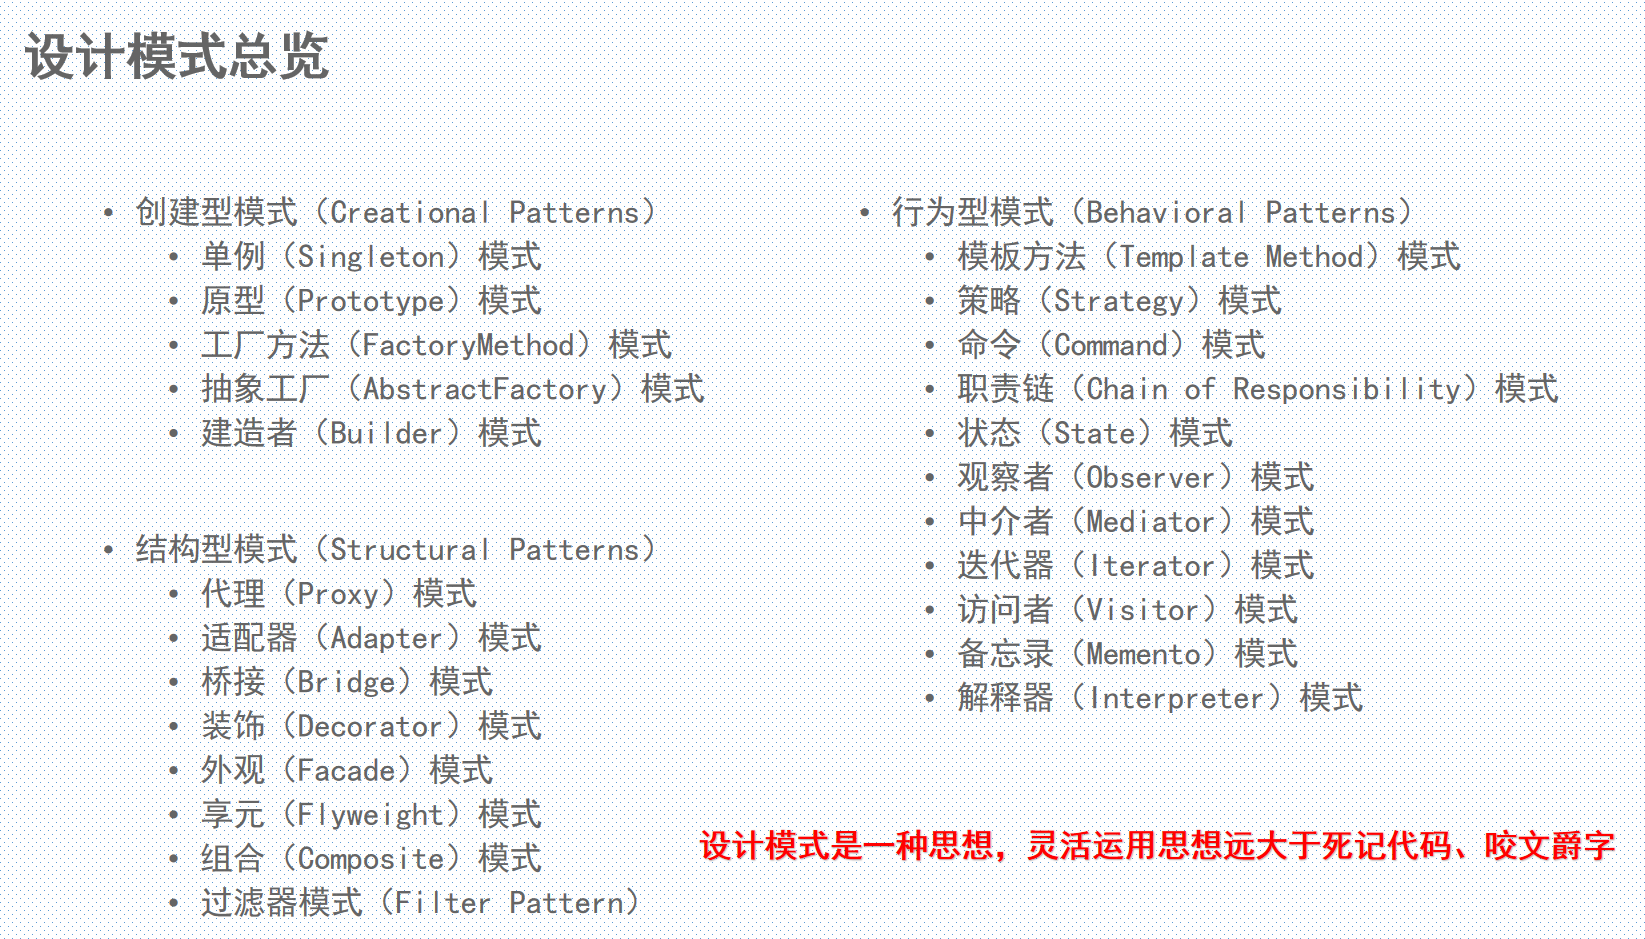 设计模式总览
• 创建型模式（Creational Patterns）
• 单例（Singleton）模式
• 原型（Prototype）模式
• 工厂方法（FactoryMethod）模式
• 抽象工厂（AbstractFactory）模式
• 建造者（Builder）模式
• 结构型模式（Structural Patterns）
• 代理（Proxy）模式
• 适配器（Adapter）模式
• 桥接（Bridge）模式
• 装饰（Decorator）模式
• 外观（Facade）模式
• 享元（Flyweight）模式
• 组合（Composite）模式
• 过滤器模式（Filter Pattern）
• 行为型模式（Behavioral Patterns）
• 模板方法（Template Method）模式
• 策略（Strategy）模式
• 命令（Command）模式
• 职责链（Chain of Responsibility）模式
• 状态（State）模式
• 观察者（Observer）模式
• 中介者（Mediator）模式
• 迭代器（Iterator）模式
• 访问者（Visitor）模式
• 备忘录（Memento）模式
• 解释器（Interpreter）模式
设计模式是一种思想，灵活运用思想远大于死记代码、咬文爵字